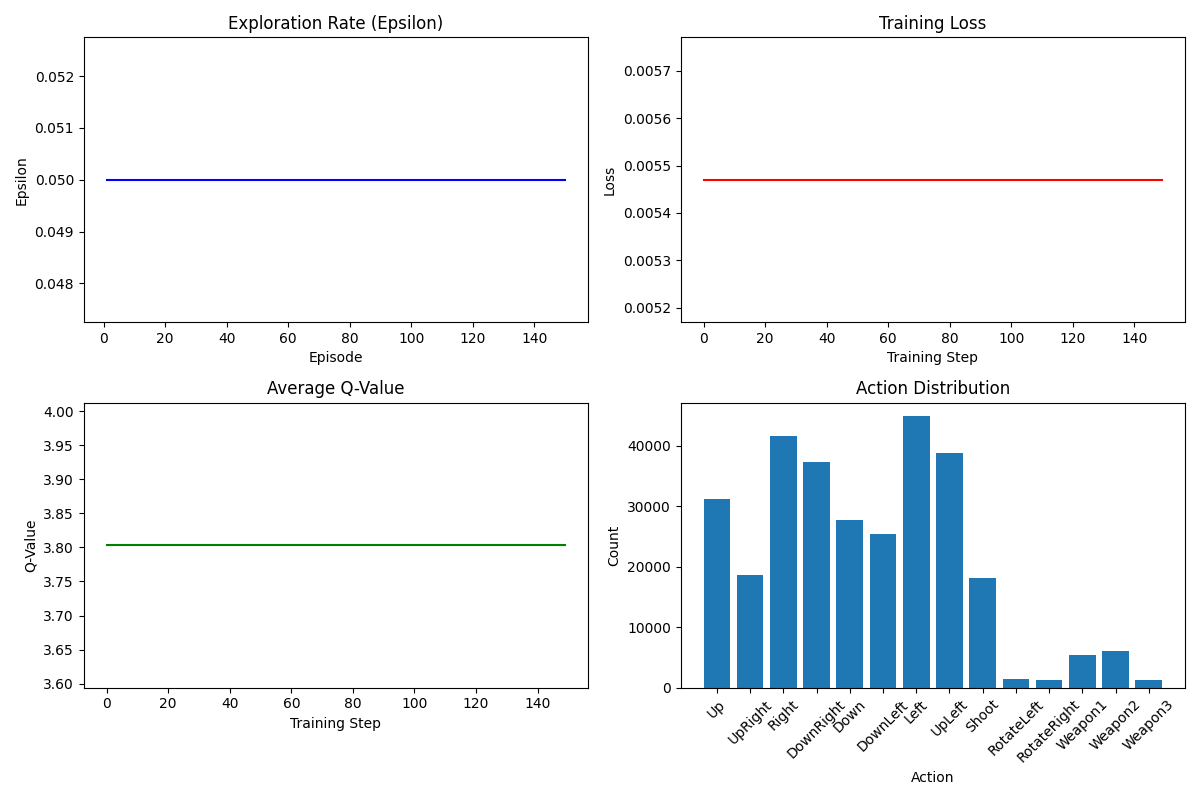 Exploration Rate (Epsilon)
0.052
0.051
0.050
0.049
0.048
Epsilon
0 20 40 60 80 100 120 140
Episode
Training Loss
0.0057
0.0056
0.0055
0.0054
0.0053
0.0052
Loss
0 20 40 60 80 100 120 140
Training Step
Average Q-Value
4.00
3.95
3.90
3.85
3.80
3.75
3.70
3.65
3.60
Q-Value
0 20 40 60 80 100 120 140
Training Step
Action Distribution
40000
30000
20000
10000
0
Count
Up
UpRight
Right
DownRight
Down
DownLeft
Left
UpLeft
Shoot
RotateLeft
RotateRight
Weapon1
Weapon2
Weapon3
Action